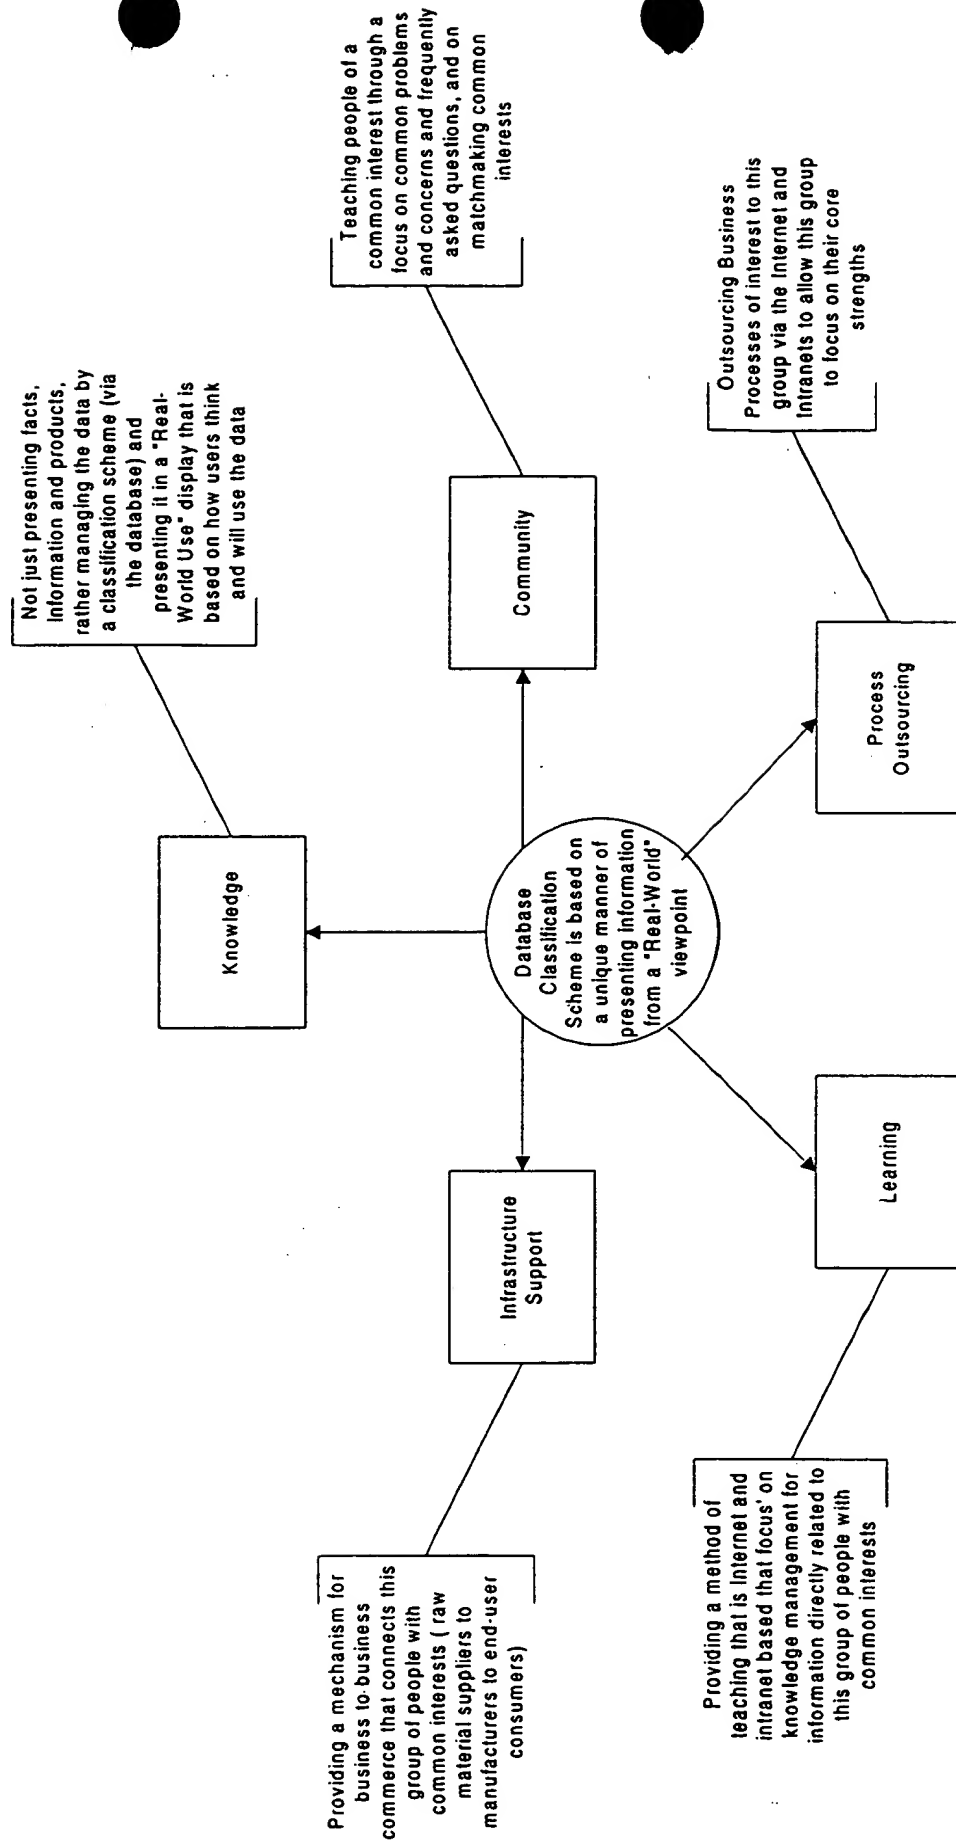 Not just presenting facts,
Information and products,
rather managing the data by
a classification scheme (via
the database) and
presenting it in a "Real-
World Use" display that is
based on how users think
and will use the data
Knowledge
Providing a mechanism for
business to business
commerce that connects this
group of people with
common interests ( raw
material suppliers to
manufacturers to end-user
consumers)
Infrastructure
Support
Database
Classification
Scheme is based on
a unique manner of
presenting information
from a "Real-World"
viewpoint
Community
Teaching people of a
common interest through a
focus on common problems
and concerns and frequently
asked questions, and on
matchmaking common
interests
Providing a method of
teaching that is Internet and
intranet based that focus' on
knowledge management for
information directly related to
this group of people with
common interests
Learning
Process
Outsourcing
Outsourcing Business
Processes of interest to this
group via the Internet and
Intranets to allow this group
to focus on their core
strengths